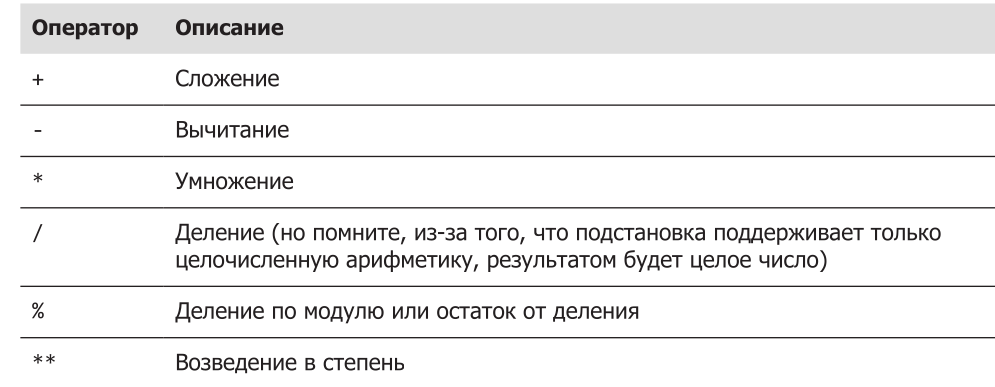 Оператор Описание
+ Сложение
- Вычитание
* Умножение
/ Деление (но помните, из-за того, что подстановка поддерживает только
целочисленную арифметику, результатом будет целое число)
% Деление по модулю или остаток от деления
** Возведение в степень